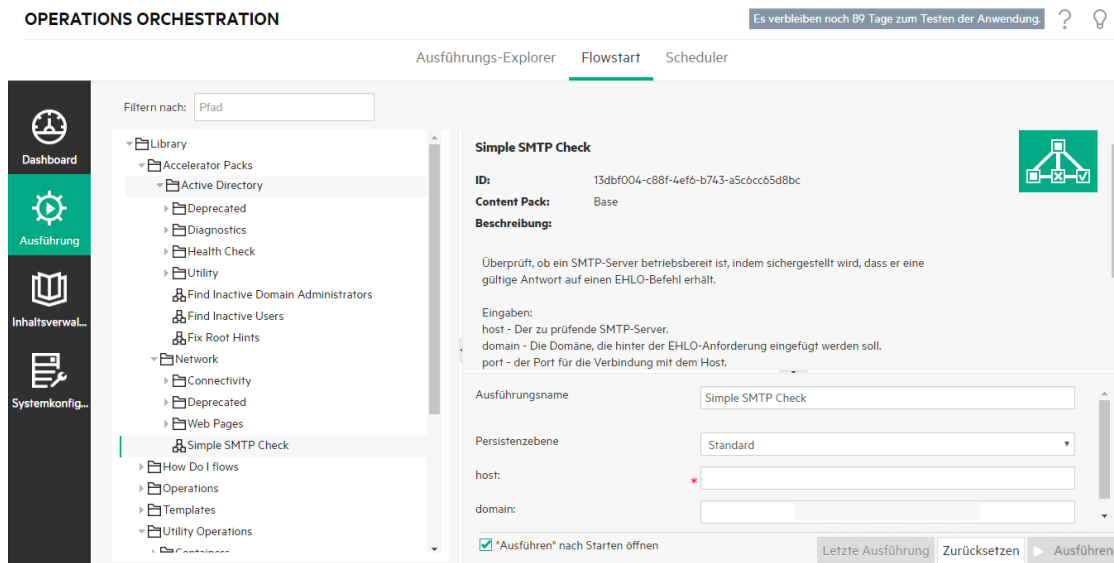 OPERATIONS ORCHESTRATION
Es verbleiben noch 89 Tage zum Testen der Anwendung.
Ausführungs-Explorer Flowstart Scheduler
Dashboard
Ausführung
Inhaltsverwal...
Systemkonfig...
Filtern nach: Pfad
Library
Accelerator Packs
Active Directory
Deprecated
Diagnostics
Health Check
Utility
Find Inactive Domain Administrators
Find Inactive Users
Fix Root Hints
Network
Connectivity
Deprecated
Web Pages
Simple SMTP Check
How Do I flows
Operations
Templates
Utility Operations
Containers
Simple SMTP Check
ID: 13dbf004-c88f-4ef6-b743-a5c6cc65d8bc
Content Pack: Base
Beschreibung:
Überprüft, ob ein SMTP-Server betriebsbereit ist, indem sichergestellt wird, dass er eine
gültige Antwort auf einen EHLO-Befehl erhält.
Eingaben:
host - Der zu prüfende SMTP-Server.
domain - Die Domäne, die hinter der EHLO-Anforderung eingefügt werden soll.
port - der Port für die Verbindung mit dem Host.
Ausführungsname Simple SMTP Check
Persistenzebene Standard
host: *
domain:
"Ausführen" nach Starten öffnen
Letzte Ausführung Zurücksetzen Ausführen